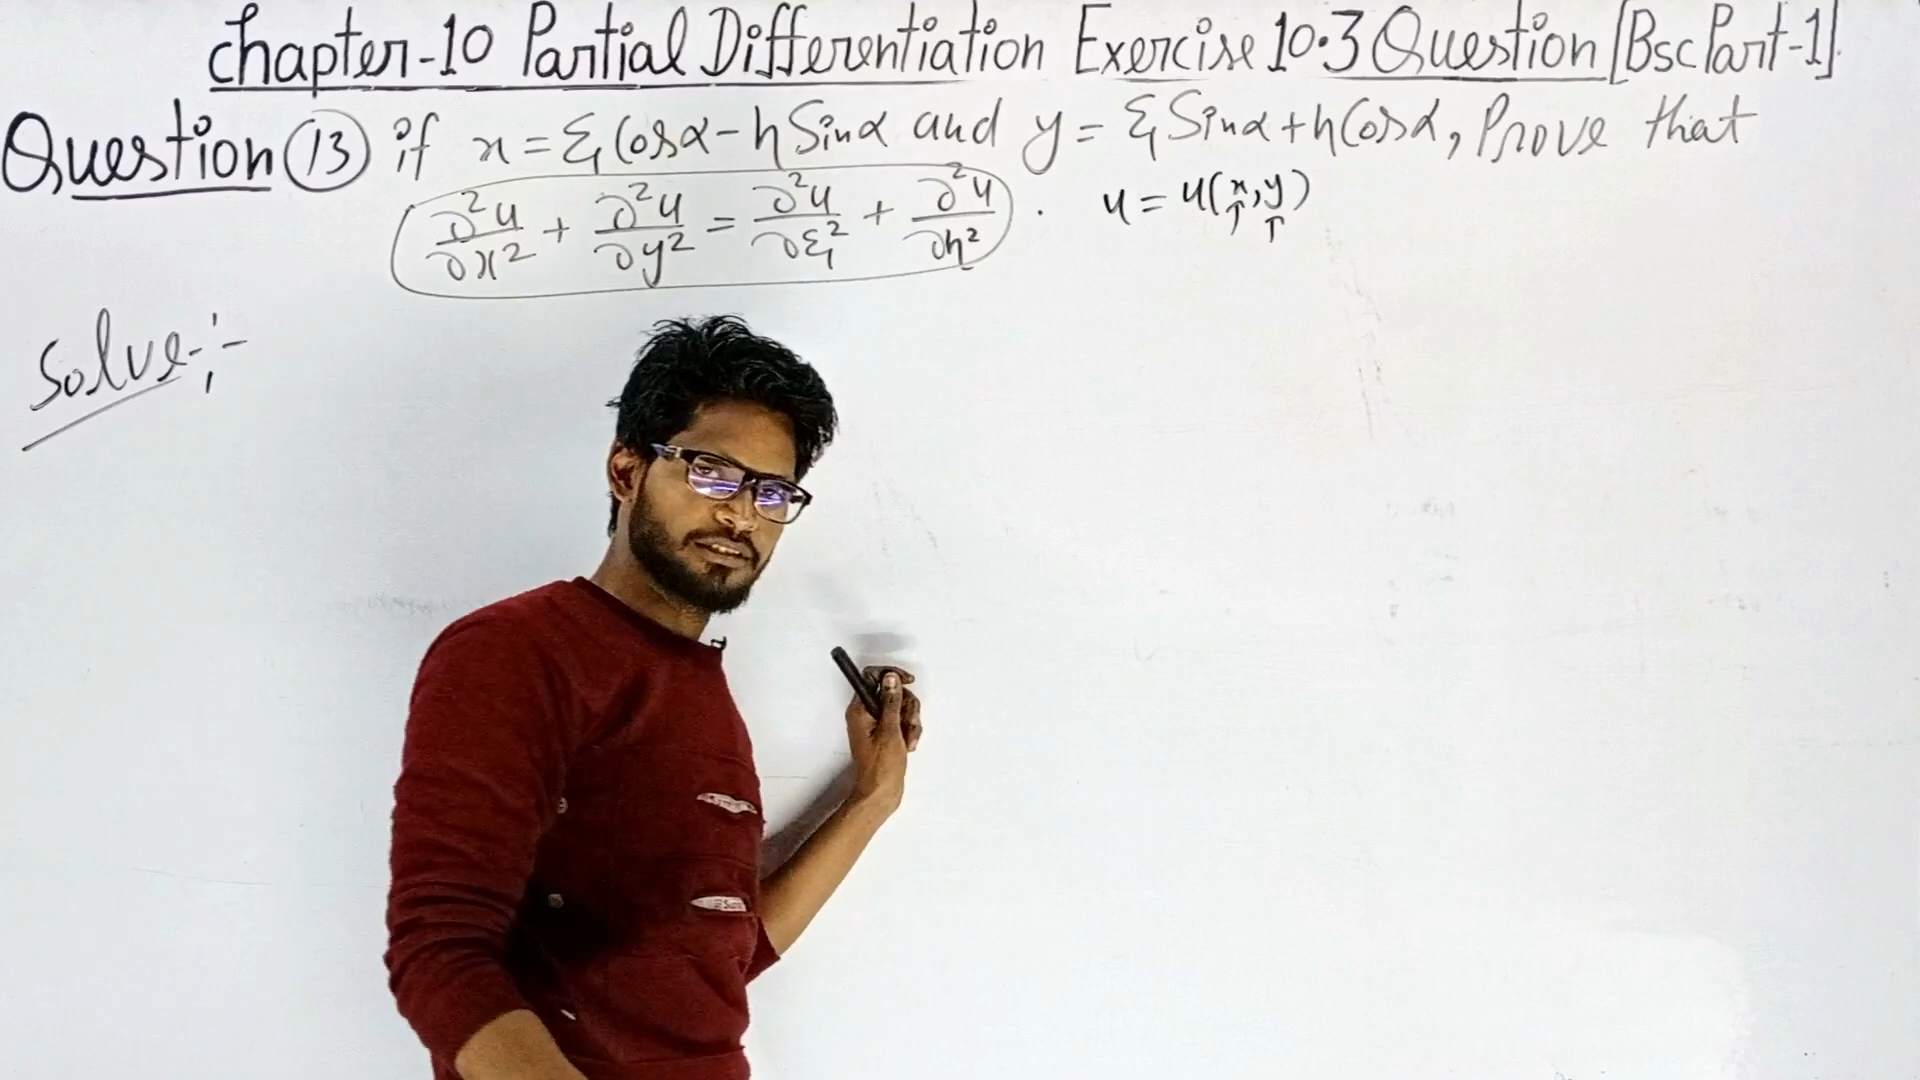 chapter-10 Partial Differentiation Exercise 10.3 Question [Bsc Part-1].
Question 13 if x = ξ Cosα - η Sinα and y = ξ Sinα + η Cosα, Prove that
∂²u/∂x² + ∂²u/∂y² = ∂²u/∂ξ² + ∂²u/∂η² . u = u(x, y)
Solve:-